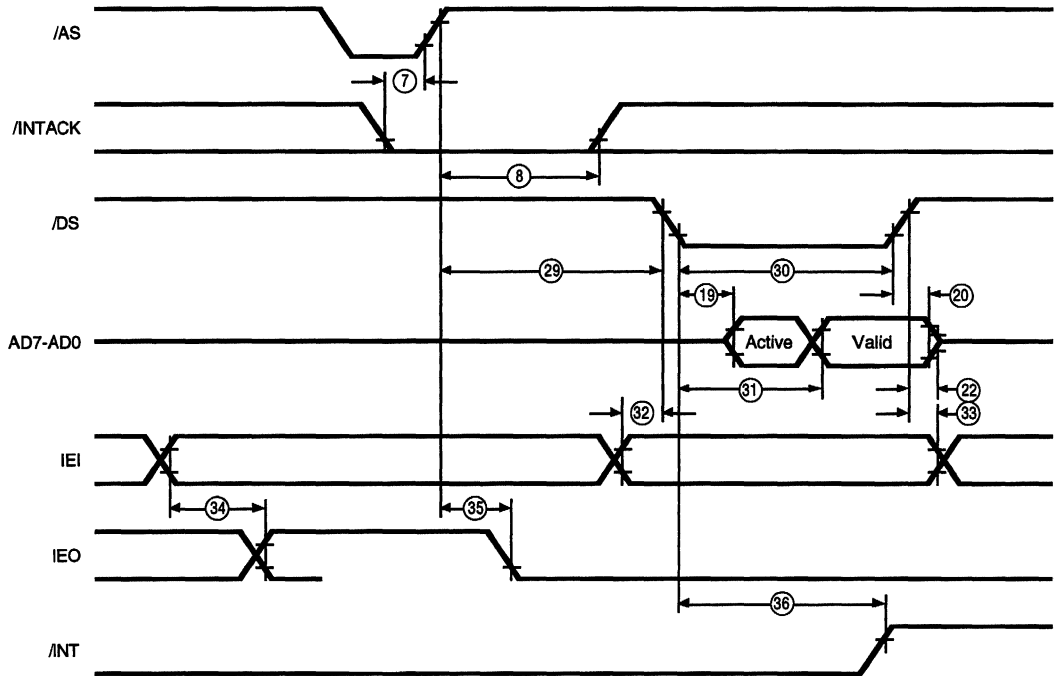 /AS
7
/INTACK
8
/DS
29
30
19
20
AD7-AD0
Active
Valid
31
22
32
33
IEI
34
35
IEO
36
/INT